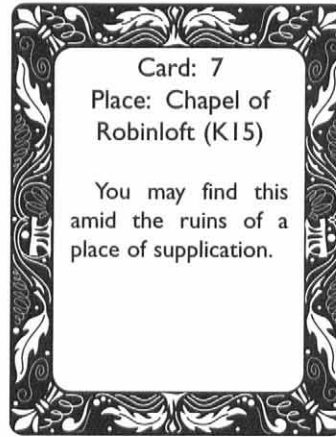 Card: 7
Place: Chapel of
Robinloft (K15)
You may find this
amid the ruins of a
place of supplication.